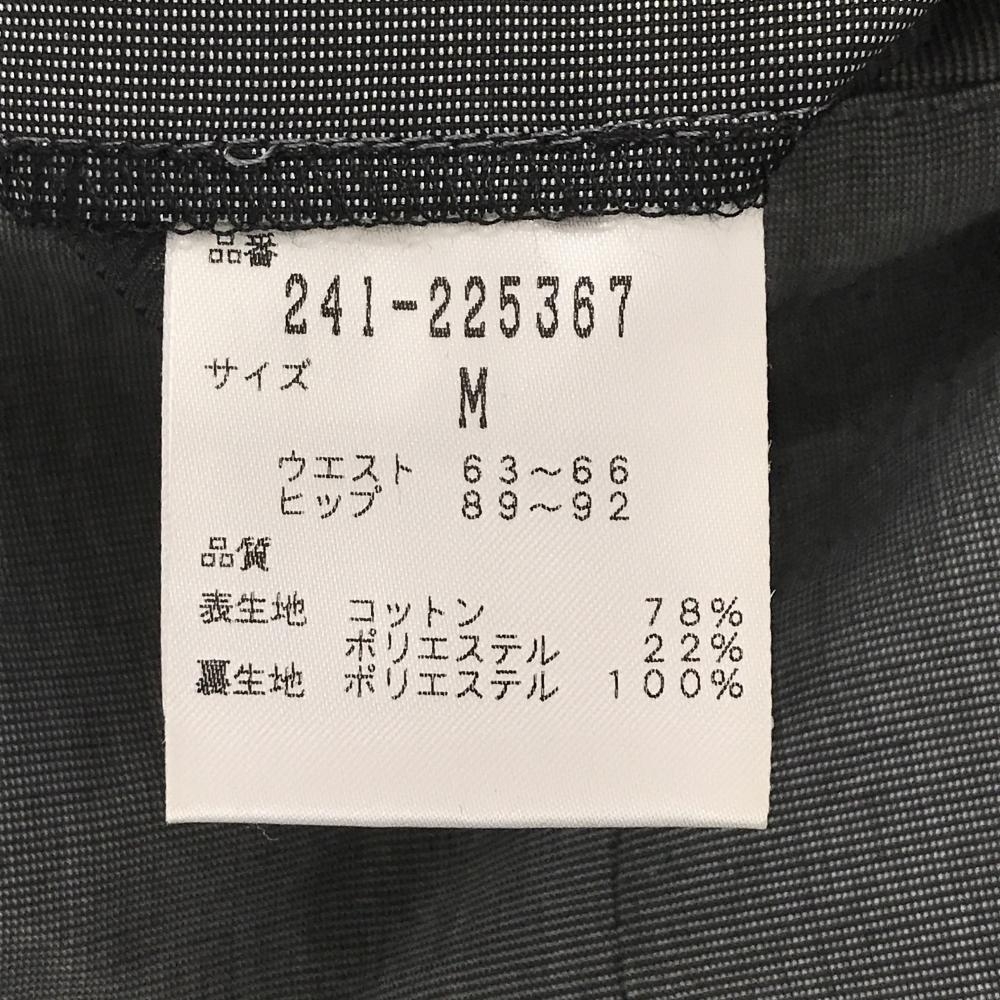 品番
241-225367
サイズ
M
ウエスト 63～66
ヒップ 89～92
品質
表生地 コットン 78%
ポリエステル 22%
裏生地 ポリエステル 100%